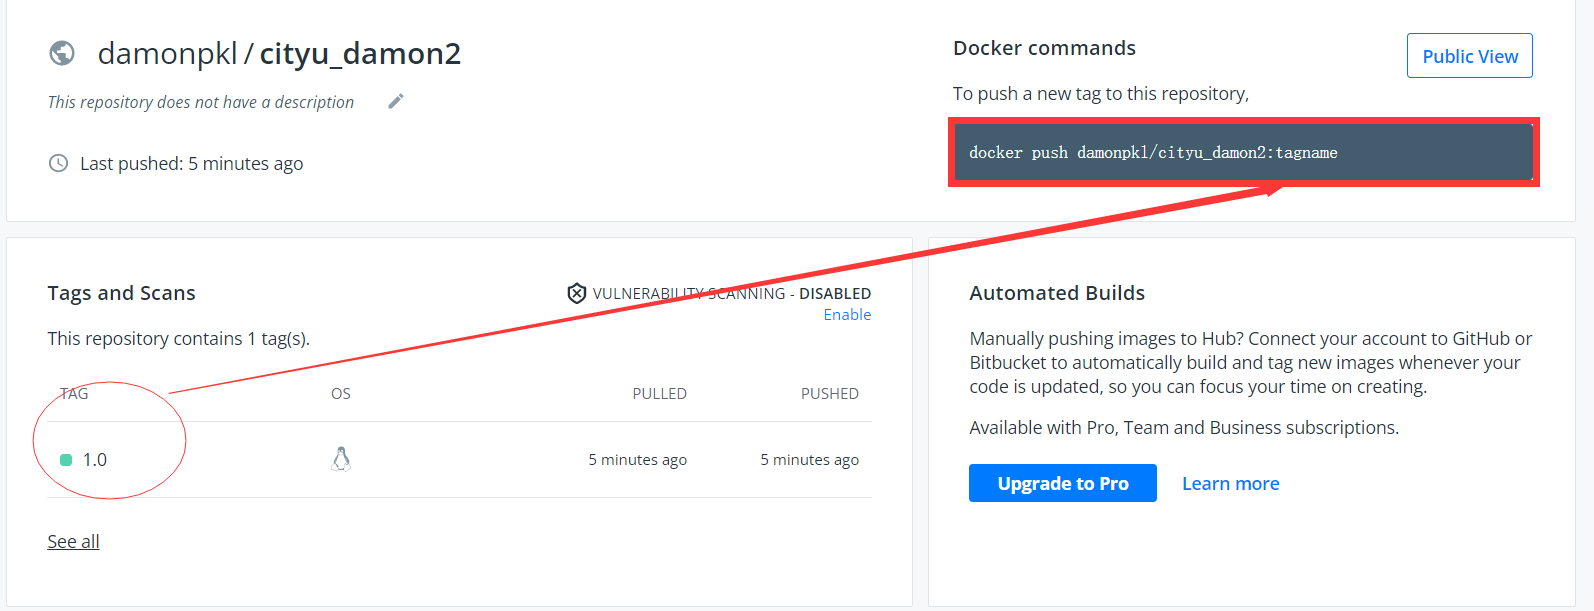 damonpkl / cityu_damon2
This repository does not have a description
Last pushed: 5 minutes ago
Docker commands
Public View
To push a new tag to this repository,
docker push damonpkl/cityu_damon2:tagname
Tags and Scans
VULNERABILITY SCANNING - DISABLED
Enable
This repository contains 1 tag(s).
TAG OS PULLED PUSHED
1.0 5 minutes ago 5 minutes ago
See all
Automated Builds
Manually pushing images to Hub? Connect your account to GitHub or
Bitbucket to automatically build and tag new images whenever your
code is updated, so you can focus your time on creating.
Available with Pro, Team and Business subscriptions.
Upgrade to Pro Learn more